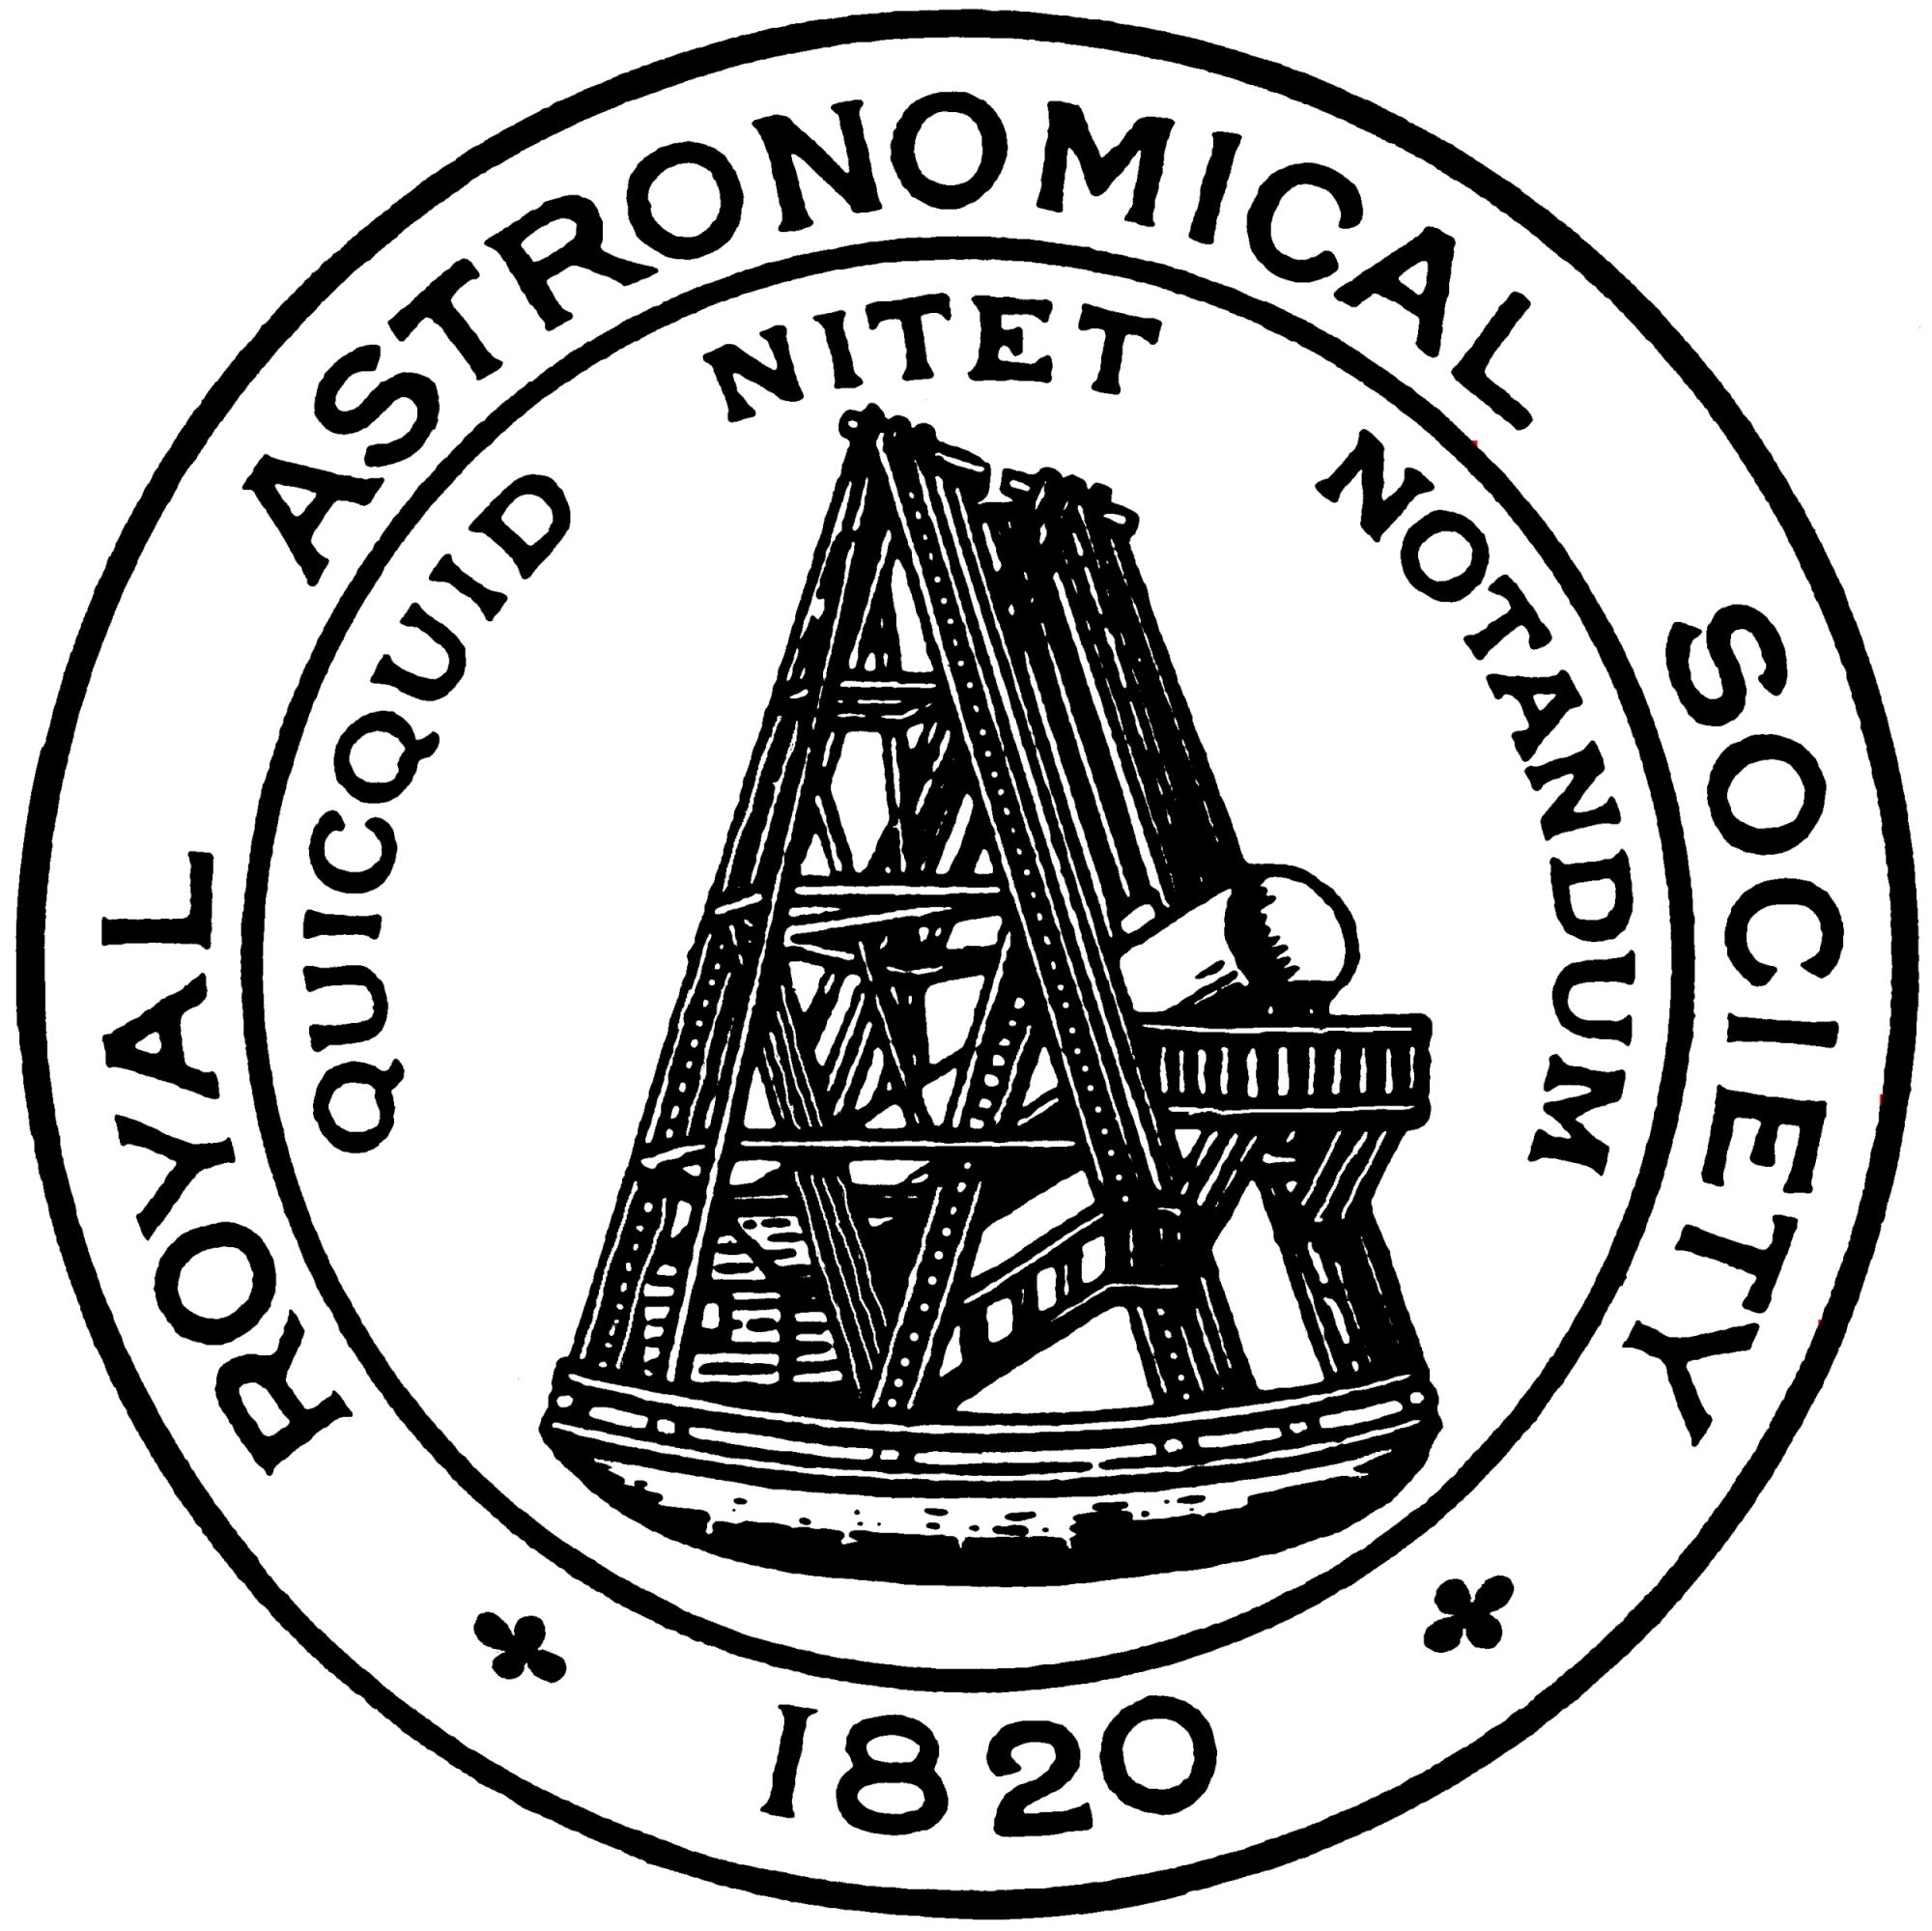 ROYAL ASTRONOMICAL SOCIETY
QUICQUID NITET NOTANDUM
1820